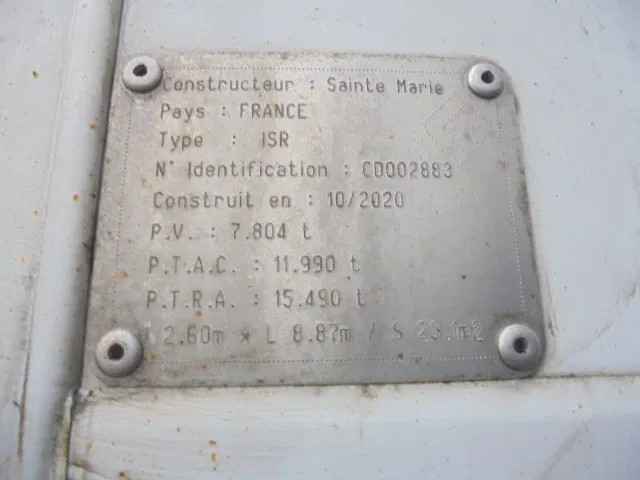 Constructeur : Sainte Marie
Pays : FRANCE
Type : ISR
N° Identification : CD002883
Construit en : 10/2020
P.V. : 7.804 t
P.T.A.C. : 11.990 t
P.T.R.A. : 15.490 t
2.60m * L 8.87m / S